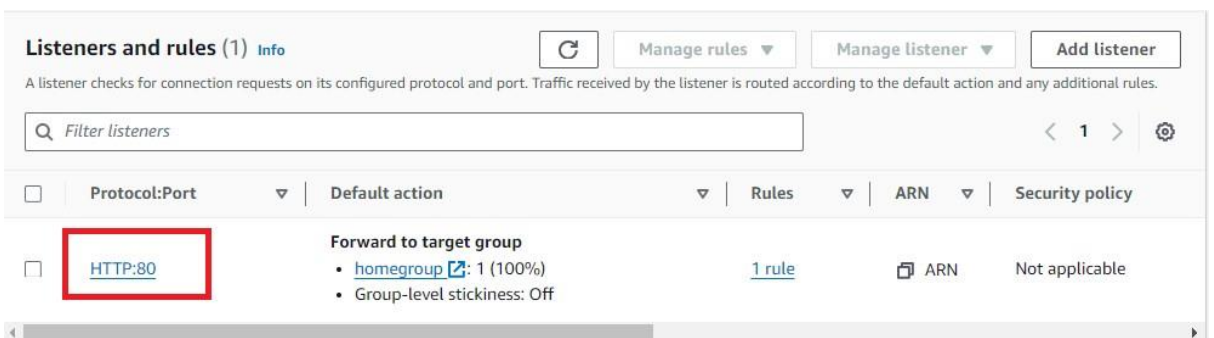 Listeners and rules (1) Info
Manage rules
Manage listener
Add listener
A listener checks for connection requests on its configured protocol and port. Traffic received by the listener is routed according to the default action and any additional rules.
Filter listeners
1
Protocol:Port Default action Rules ARN Security policy
Forward to target group
HTTP:80 • homegroup : 1 (100%) 1 rule ARN Not applicable
• Group-level stickiness: Off